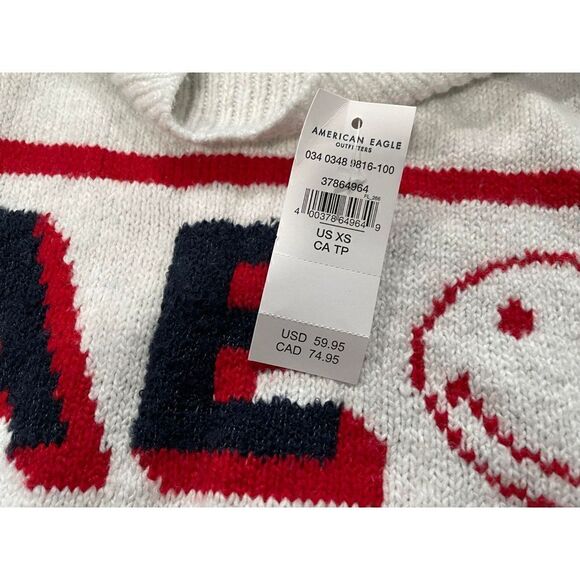 AMERICAN EAGLE
OUTFITTERS
034 0348 9816-100
37864964
FL_266
4 00378 64964 9
US XS
CA TP
USD 59.95
CAD 74.95
AE